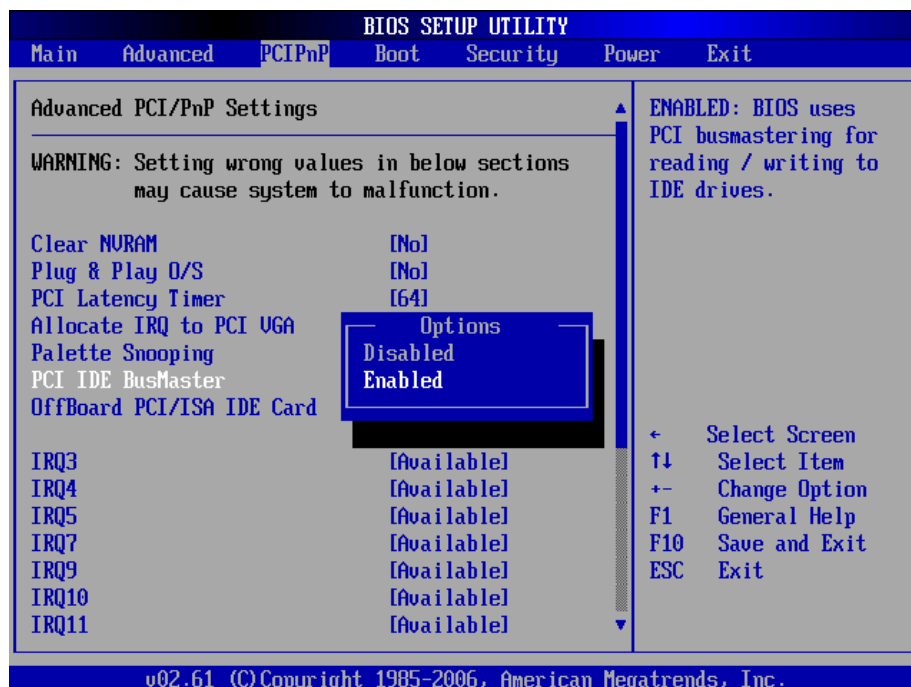 BIOS SETUP UTILITY
Main Advanced PCIPnP Boot Security Power Exit
Advanced PCI/PnP Settings
WARNING: Setting wrong values in below sections
may cause system to malfunction.
Clear NVRAM [No]
Plug & Play O/S [No]
PCI Latency Timer [64]
Allocate IRQ to PCI VGA
Palette Snooping
PCI IDE BusMaster
OffBoard PCI/ISA IDE Card
Options
Disabled
Enabled
IRQ3 [Available]
IRQ4 [Available]
IRQ5 [Available]
IRQ7 [Available]
IRQ9 [Available]
IRQ10 [Available]
IRQ11 [Available]
ENABLED: BIOS uses
PCI busmastering for
reading / writing to
IDE drives.
← Select Screen
↑↓ Select Item
+- Change Option
F1 General Help
F10 Save and Exit
ESC Exit
v02.61 (C)Copyright 1985-2006, American Megatrends, Inc.